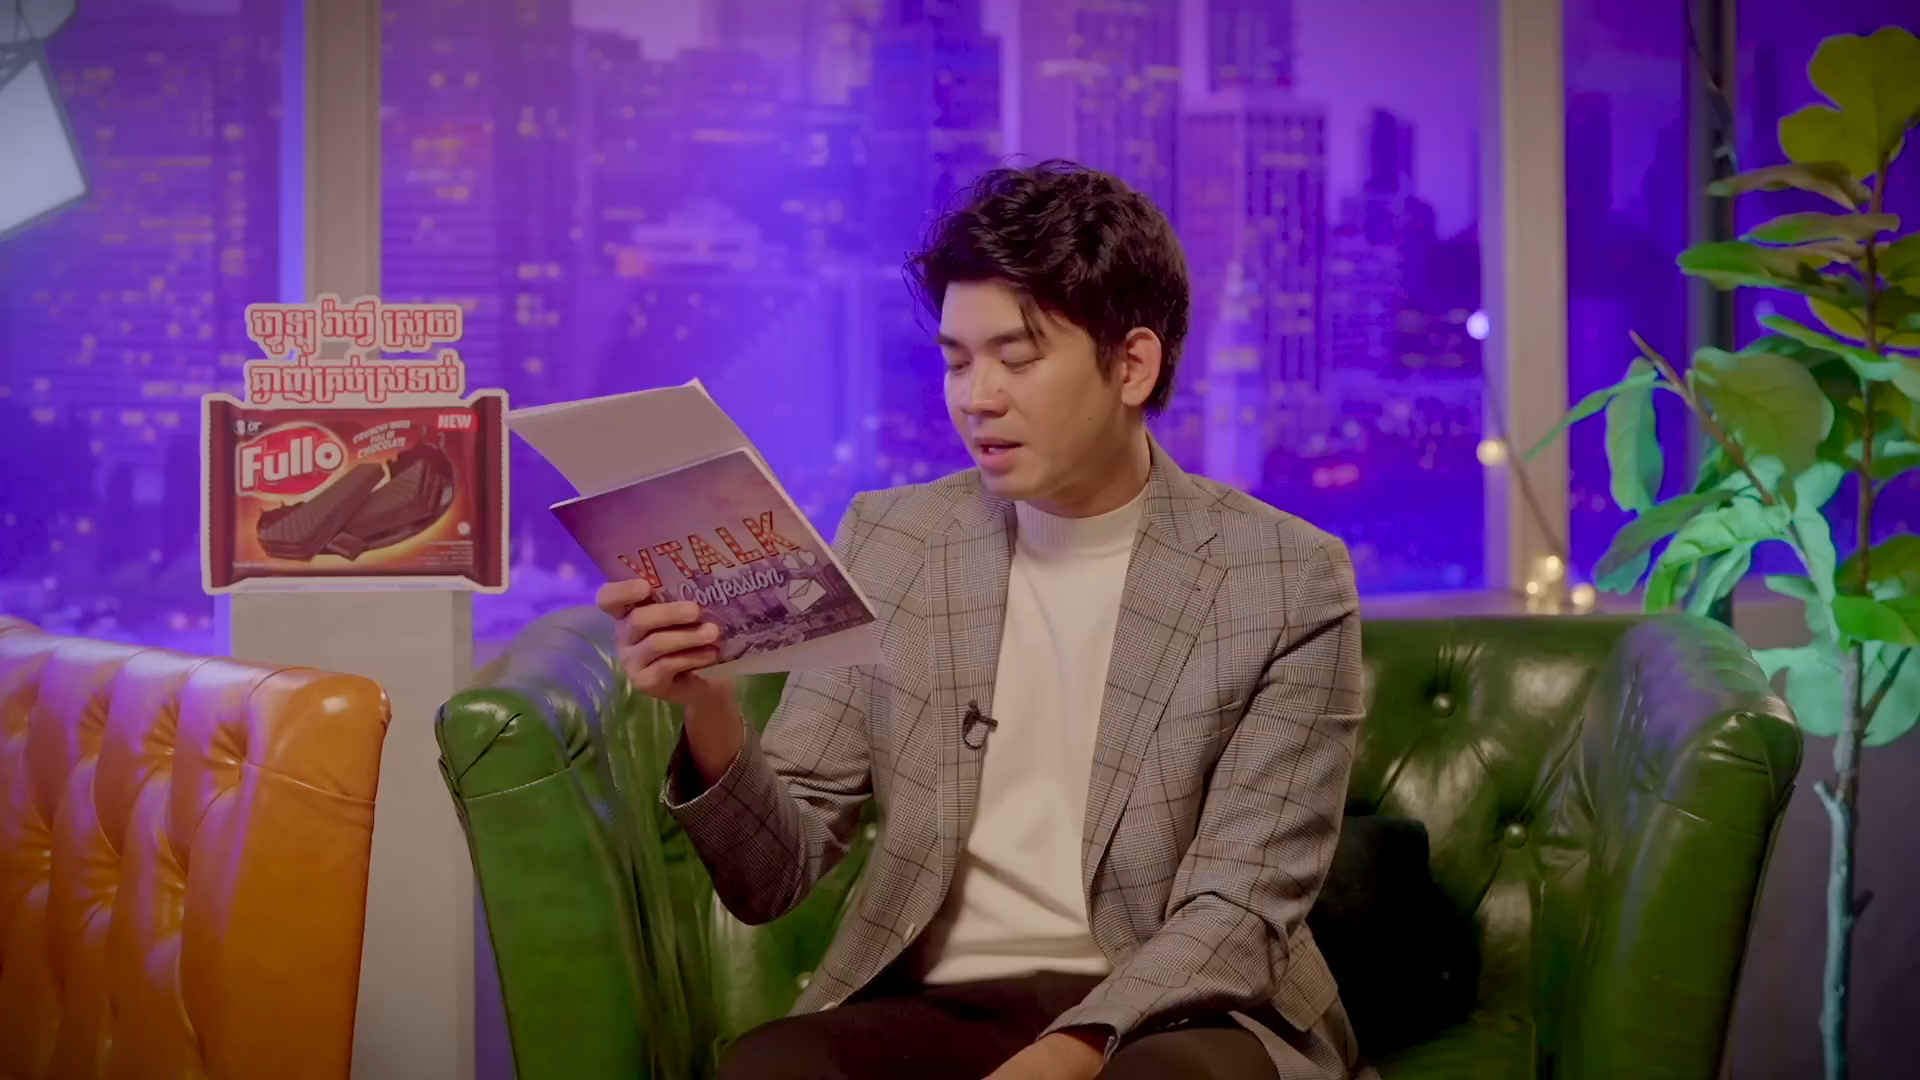 ហ្វូឡូ វ៉ាហ្វឺ ស្រួយ
ឆ្ងាញ់គ្រប់ស្រទាប់
NEW
Fullo
CRUNCHY WAFER
FULL OF
CHOCOLATE
VTALK
Confession